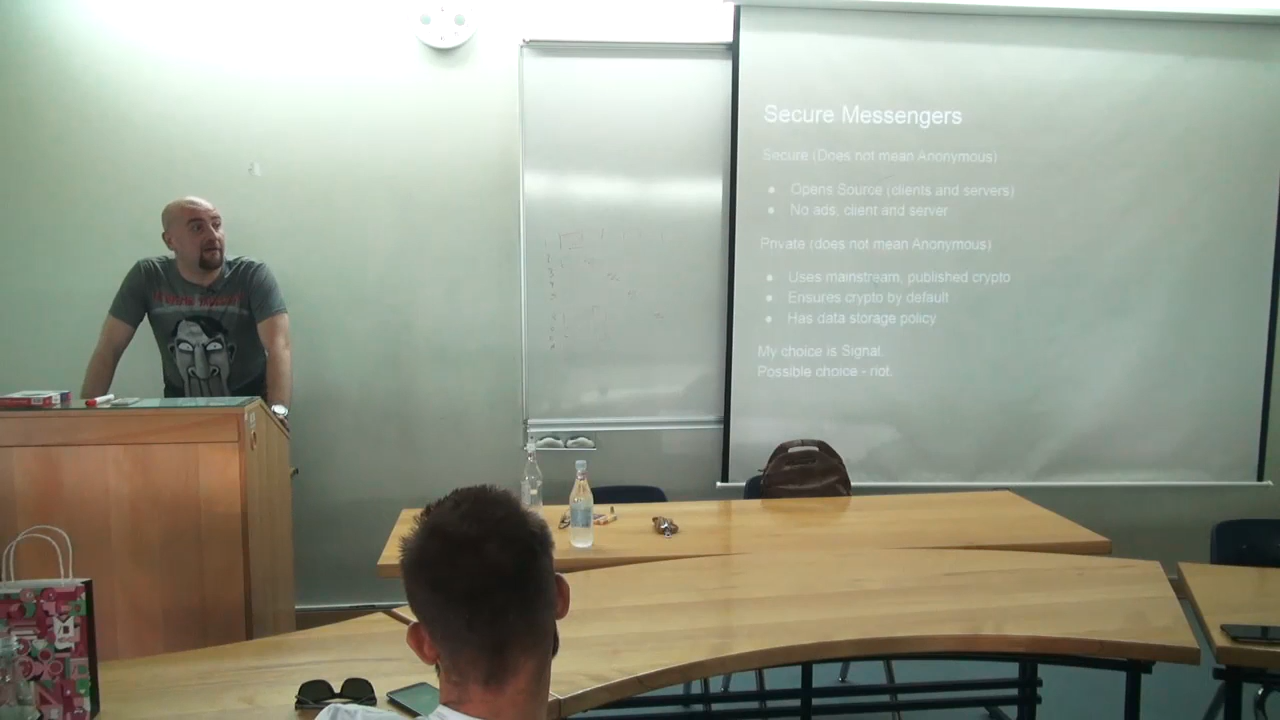 Secure Messengers
Secure (Does not mean Anonymous)
Opens Source (clients and servers)
No ads, client and server
Private (does not mean Anonymous)
Uses mainstream, published crypto
Ensures crypto by default
Has data storage policy
My choice is Signal.
Possible choice - riot.